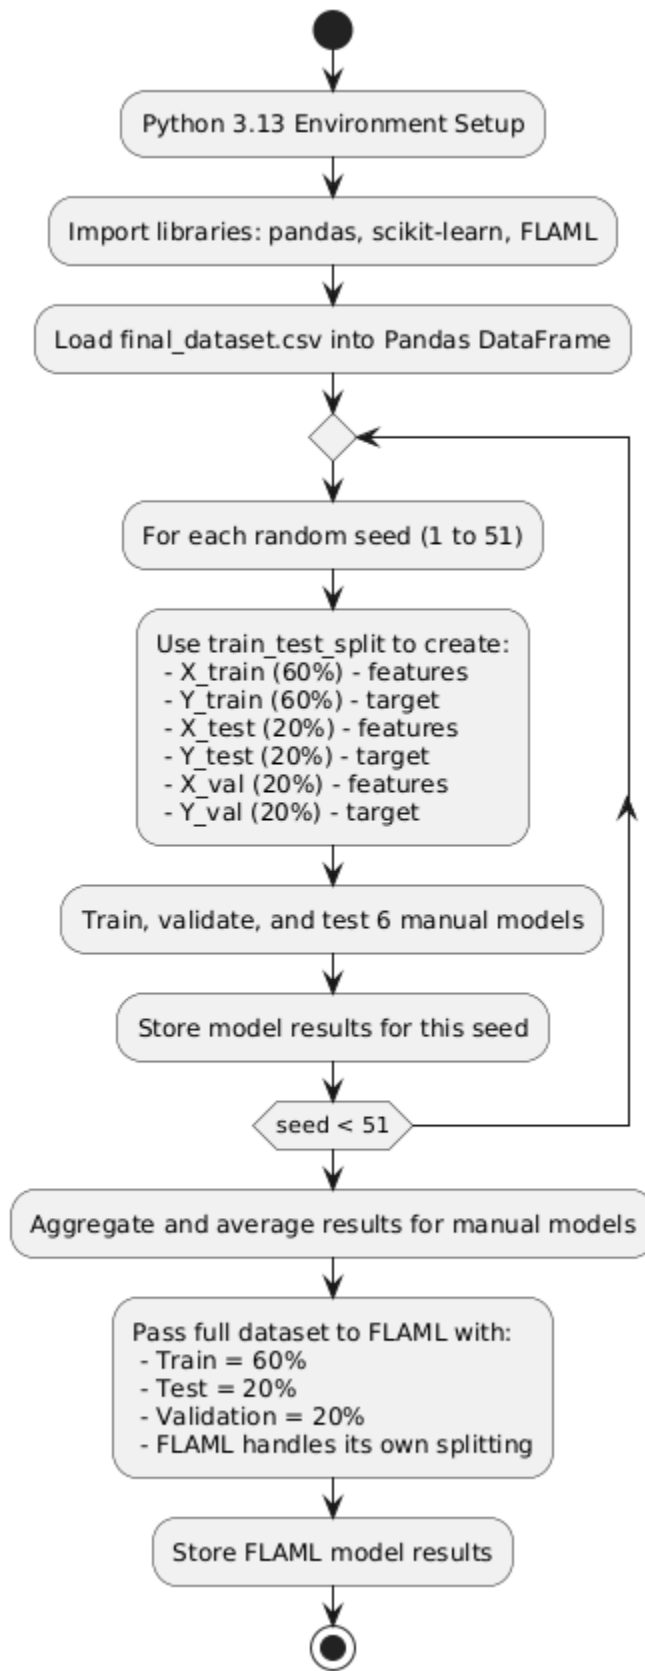 Python 3.13 Environment Setup
Import libraries: pandas, scikit-learn, FLAML
Load final_dataset.csv into Pandas DataFrame
For each random seed (1 to 51)
Use train_test_split to create:
- X_train (60%) - features
- Y_train (60%) - target
- X_test (20%) - features
- Y_test (20%) - target
- X_val (20%) - features
- Y_val (20%) - target
Train, validate, and test 6 manual models
Store model results for this seed
seed < 51
Aggregate and average results for manual models
Pass full dataset to FLAML with:
- Train = 60%
- Test = 20%
- Validation = 20%
- FLAML handles its own splitting
Store FLAML model results